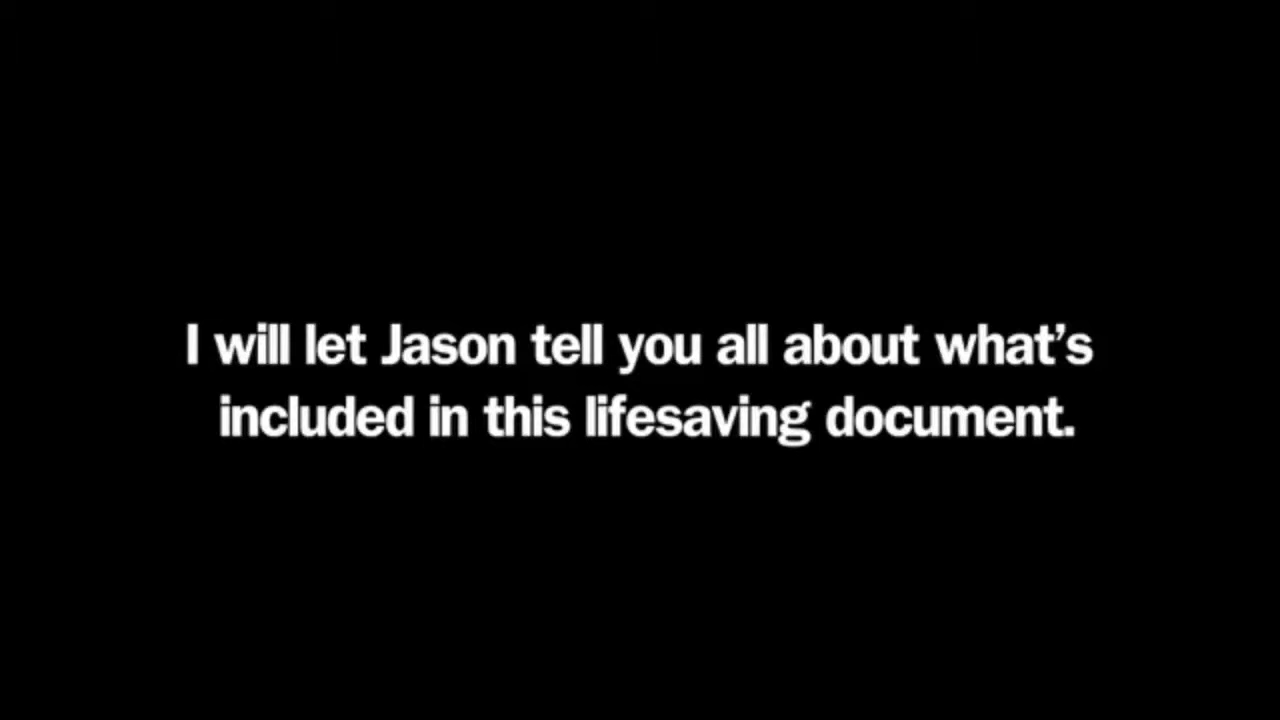 I will let Jason tell you all about what’s
included in this lifesaving document.